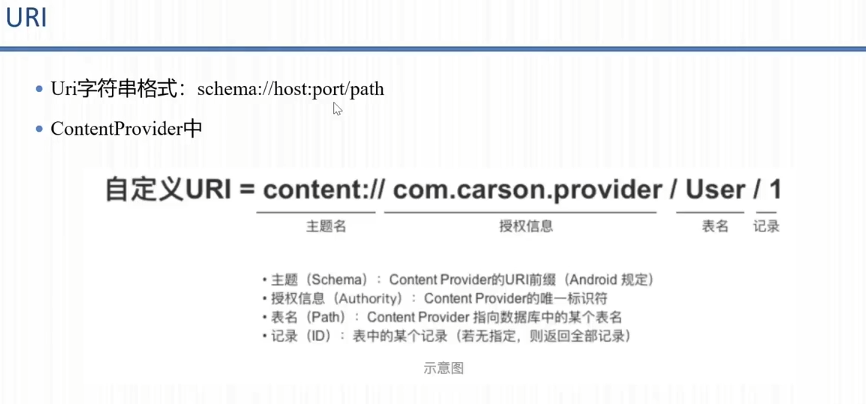 URI
• Uri字符串格式：schema://host:port/path
• ContentProvider中
自定义URI = content:// com.carson.provider / User / 1
主题名 授权信息 表名 记录
• 主题（Schema）：Content Provider的URI前缀（Android 规定）
• 授权信息（Authority）：Content Provider的唯一标识符
• 表名（Path）：Content Provider 指向数据库中的某个表名
• 记录（ID）：表中的某个记录（若无指定，则返回全部记录）
示意图